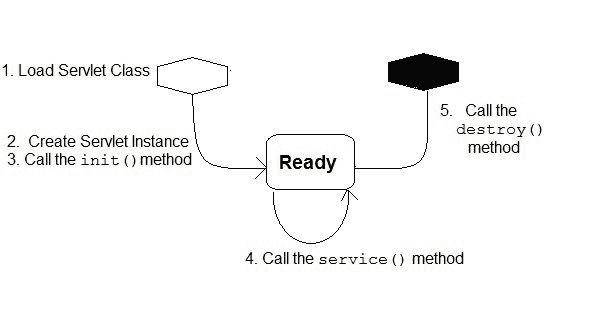 1. Load Servlet Class
2. Create Servlet Instance
3. Call the init() method
Ready
4. Call the service() method
5. Call the
destroy()
method